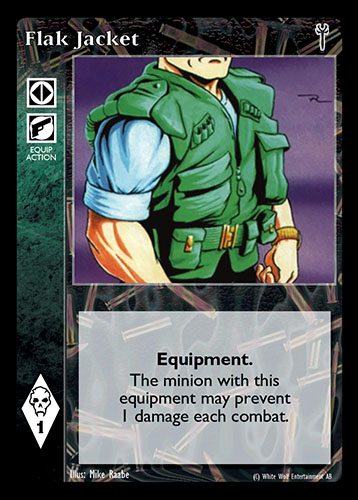 Flak Jacket
EQUIP
ACTION
Equipment.
The minion with this
equipment may prevent
1 damage each combat.
1
Illus: Mike Raabe
(C) White Wolf Entertainment AB